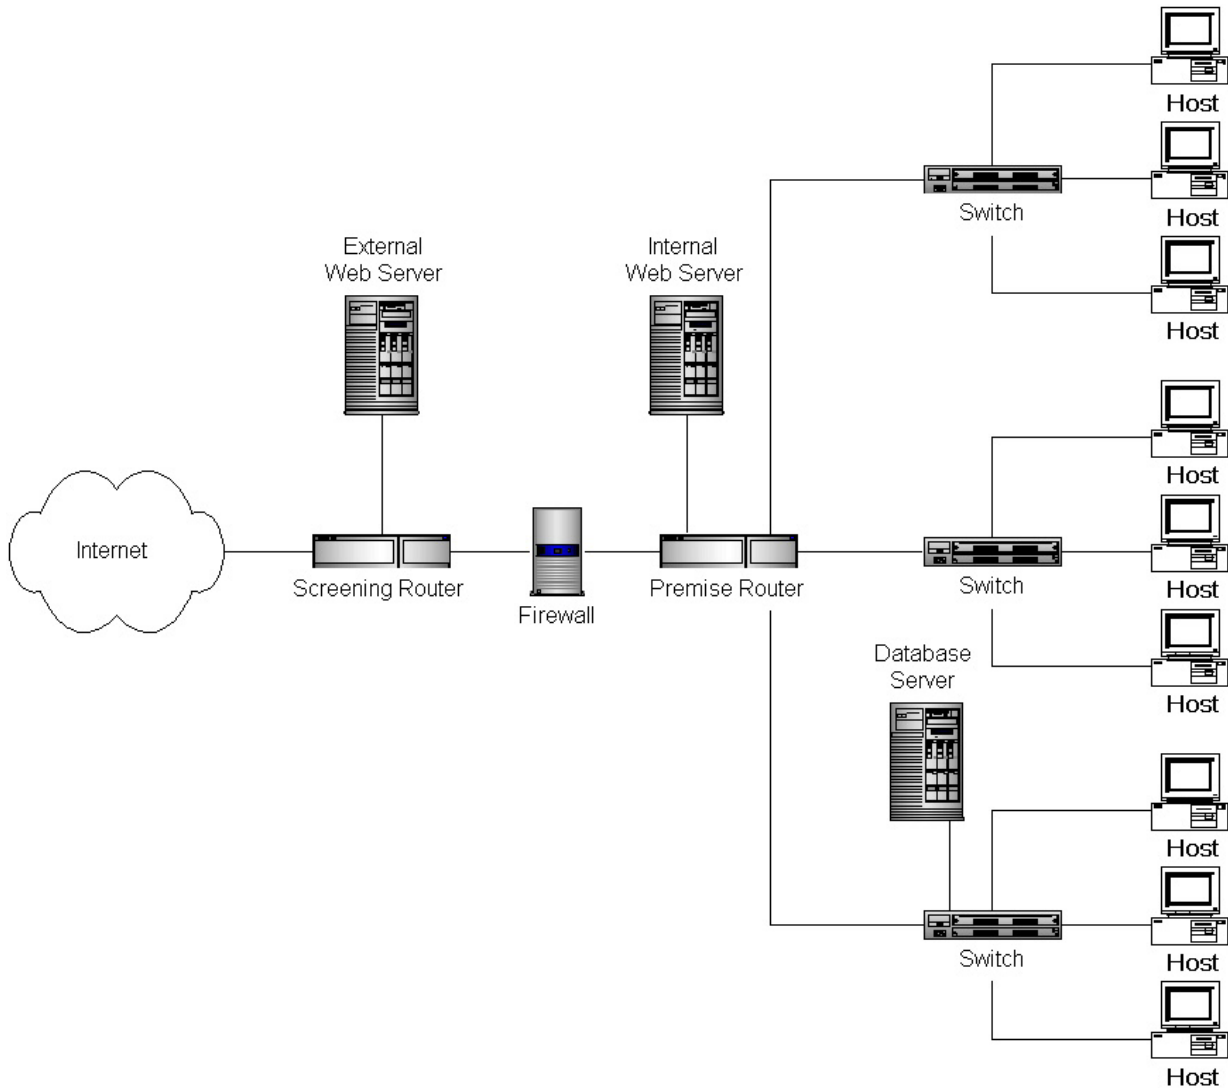 Host
Host
Switch
External
Web Server
Internal
Web Server
Host
Host
Internet
Screening Router
Firewall
Premise Router
Switch
Host
Database
Server
Host
Host
Host
Switch
Host
Host